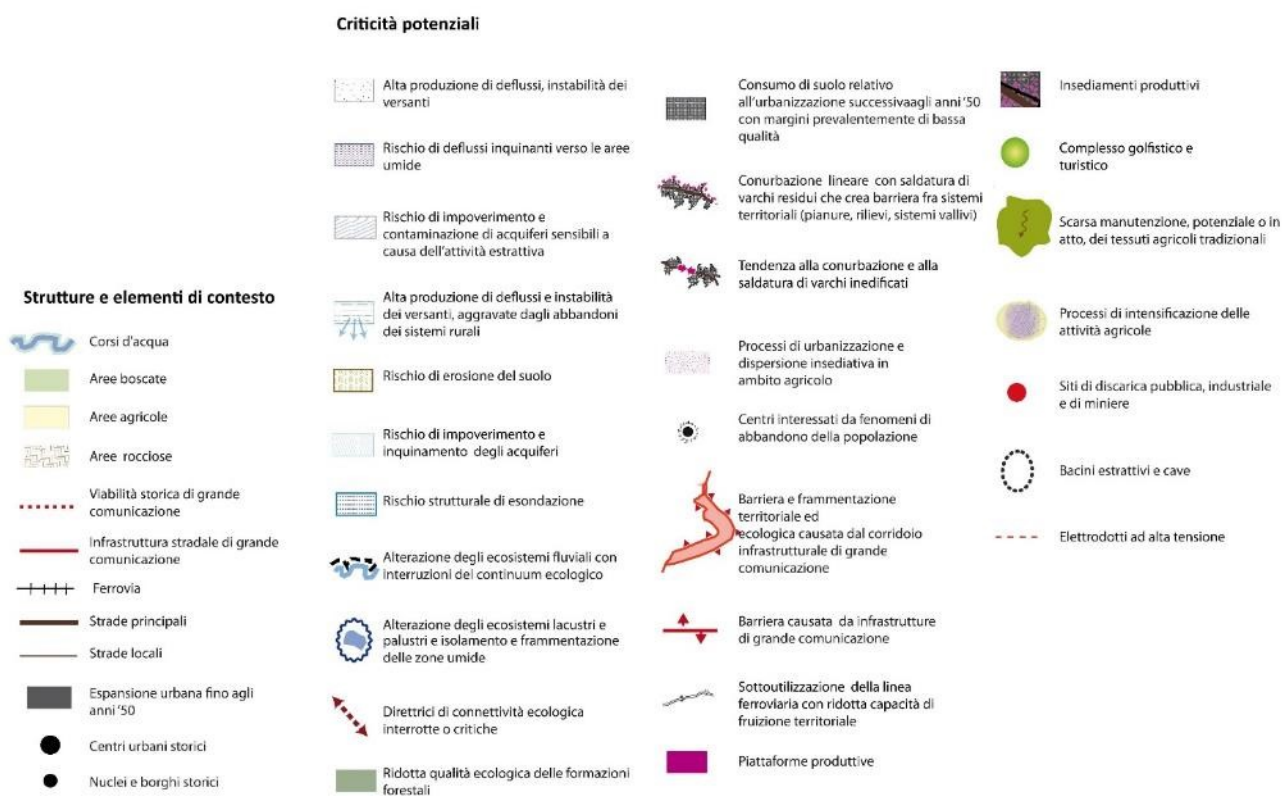 Criticità potenziali
Alta produzione di deflussi, instabilità dei
versanti
Rischio di deflussi inquinanti verso le aree
umide
Rischio di impoverimento e
contaminazione di acquiferi sensibili a
causa dell'attività estrattiva
Alta produzione di deflussi e instabilità
dei versanti, aggravate dagli abbandoni
dei sistemi rurali
Rischio di erosione del suolo
Rischio di impoverimento e
inquinamento degli acquiferi
Rischio strutturale di esondazione
Alterazione degli ecosistemi fluviali con
interruzioni del continuum ecologico
Alterazione degli ecosistemi lacustri e
palustri e isolamento e frammentazione
delle zone umide
Direttrici di connettività ecologica
interrotte o critiche
Ridotta qualità ecologica delle formazioni
forestali
Consumo di suolo relativo
all'urbanizzazione successivaagli anni '50
con margini prevalentemente di bassa
qualità
Conurbazione lineare con saldatura di
varchi residui che crea barriera fra sistemi
territoriali (pianure, rilievi, sistemi vallivi)
Tendenza alla conurbazione e alla
saldatura di varchi inedificati
Processi di urbanizzazione e
dispersione insediativa in
ambito agricolo
Centri interessati da fenomeni di
abbandono della popolazione
Barriera e frammentazione
territoriale ed
ecologica causata dal corridoio
infrastrutturale di grande
comunicazione
Barriera causata da infrastrutture
di grande comunicazione
Sottoutilizzazione della linea
ferroviaria con ridotta capacità di
fruizione territoriale
Piattaforme produttive
Insediamenti produttivi
Complesso golfistico e
turistico
Scarsa manutenzione, potenziale o in
atto, dei tessuti agricoli tradizionali
Processi di intensificazione delle
attività agricole
Siti di discarica pubblica, industriale
e di miniere
Bacini estrattivi e cave
Elettrodotti ad alta tensione
Strutture e elementi di contesto
Corsi d'acqua
Aree boscate
Aree agricole
Aree rocciose
Viabilità storica di grande
comunicazione
Infrastruttura stradale di grande
comunicazione
Ferrovia
Strade principali
Strade locali
Espansione urbana fino agli
anni '50
Centri urbani storici
Nuclei e borghi storici